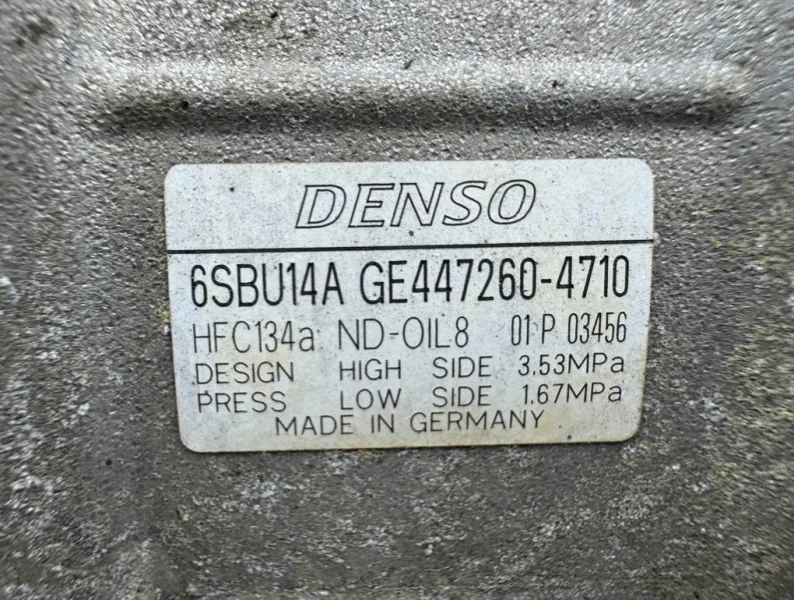 DENSO
6SBU14A GE447260-4710
HFC134a ND-OIL8 01 P 03456
DESIGN HIGH SIDE 3.53MPa
PRESS LOW SIDE 1.67MPa
MADE IN GERMANY